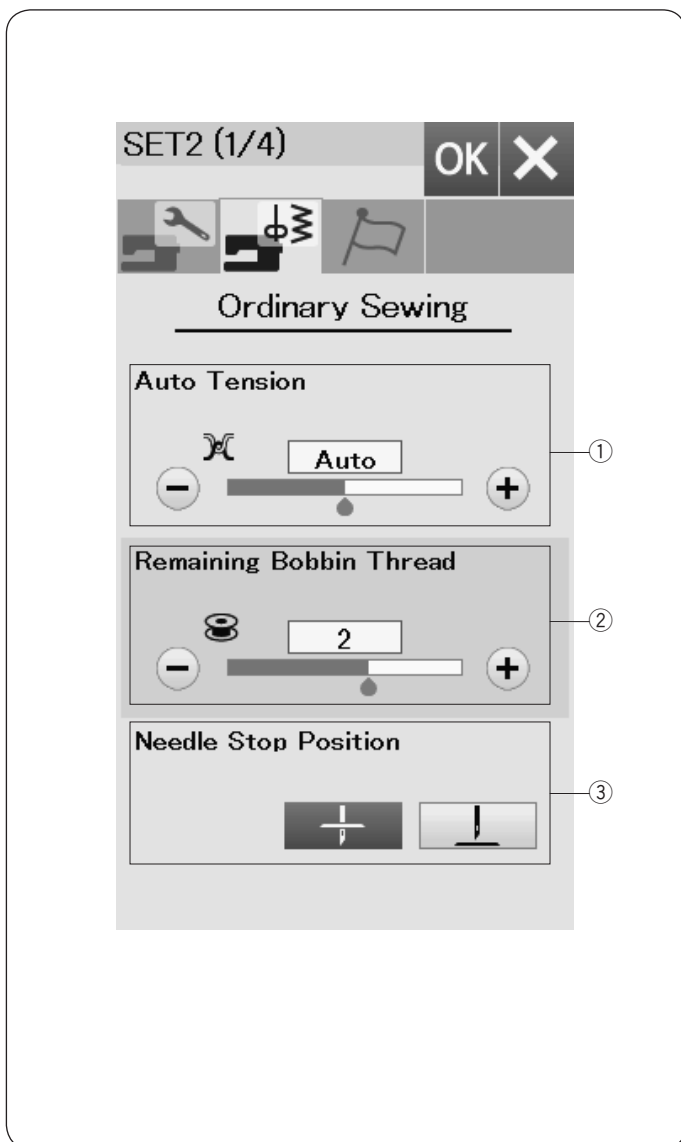 SET2 (1/4)
OK
Ordinary Sewing
Auto Tension
Auto
①
Remaining Bobbin Thread
2
②
Needle Stop Position
③